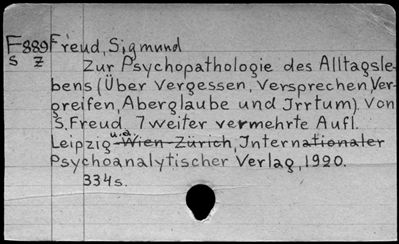 F889 Freud, Sigmund
S Z Zur Psychopathologie des Alltagsle-
bens (Über Vergessen, Versprechen, Ver-
greifen, Aberglaube und Irrtum). Von
S. Freud. 7 weiter vermehrte Aufl.
Leipzig u.a. Wien Zürich, Internationaler
Psychoanalytischer Verlag, 1920.
334 s.